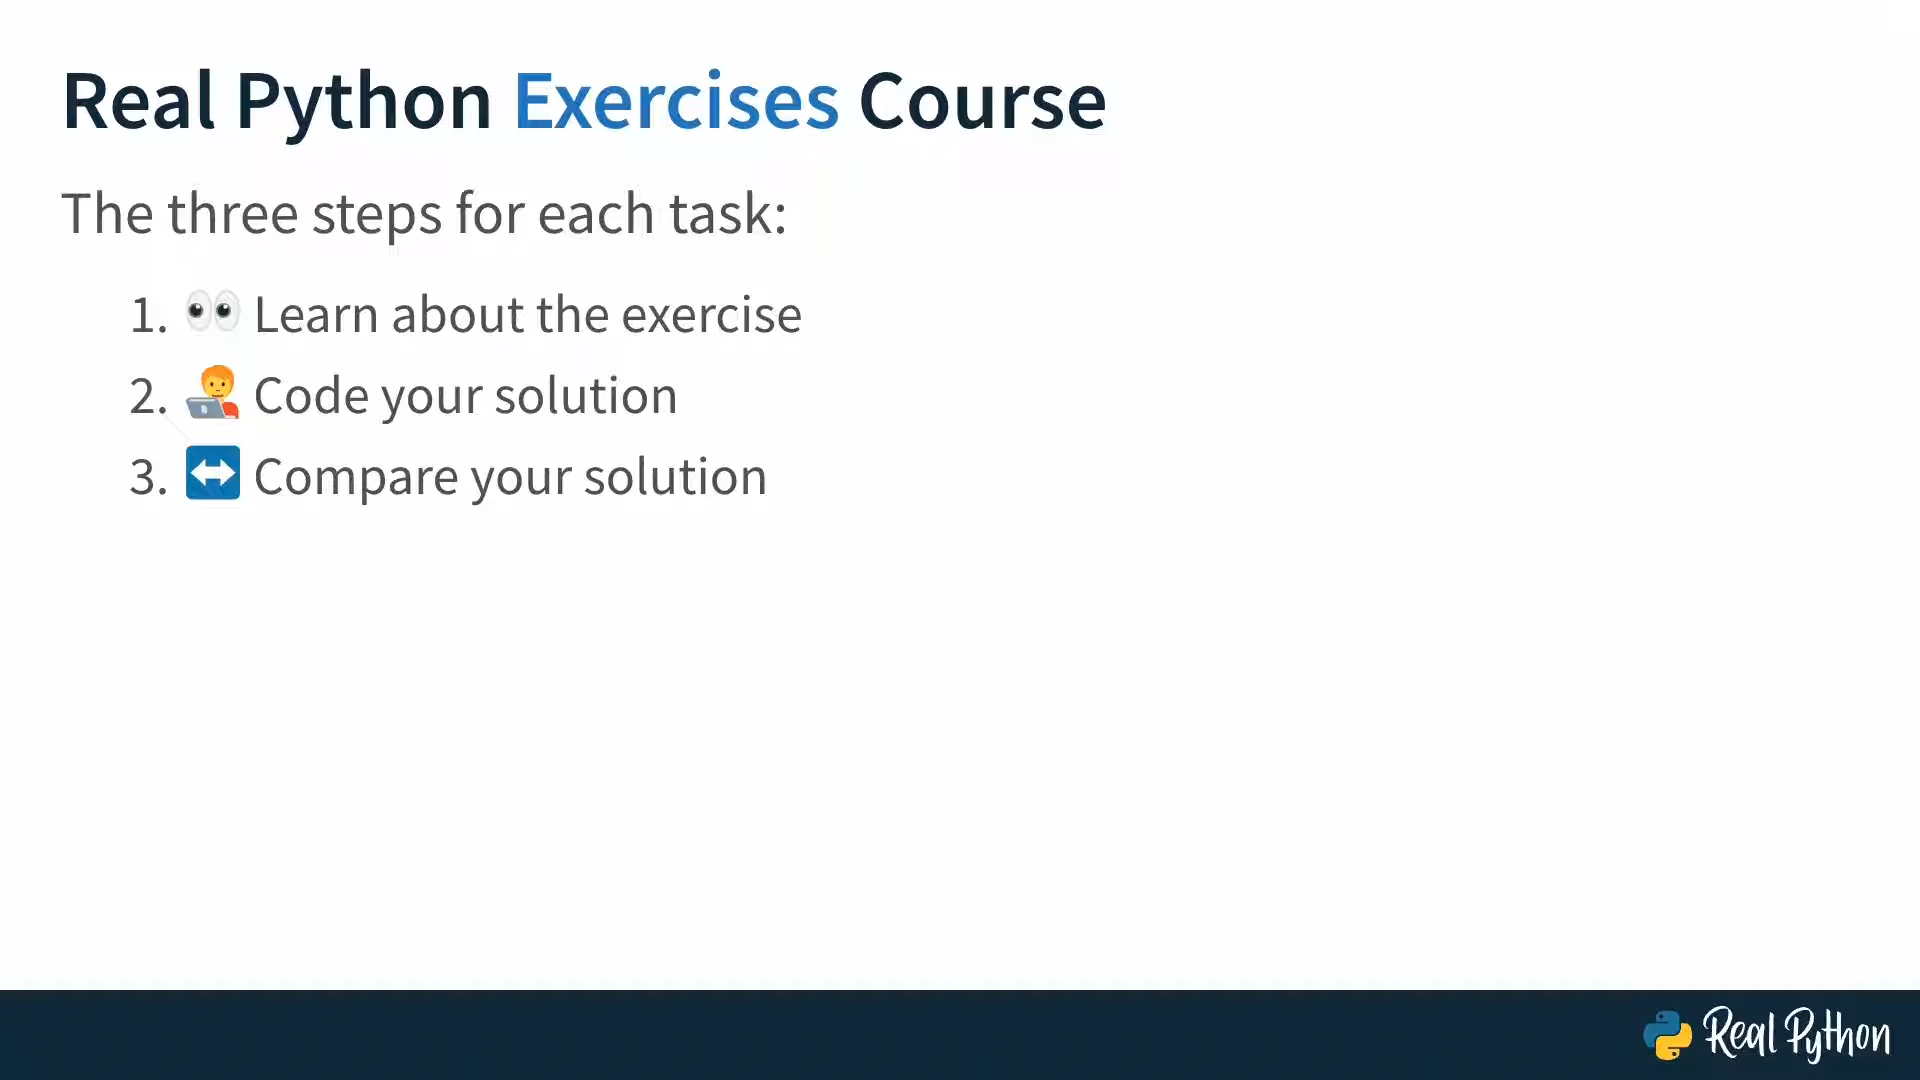 Real Python Exercises Course
The three steps for each task:
1. 👀 Learn about the exercise
2. 🧑‍💻 Code your solution
3. ↔️ Compare your solution
Real Python